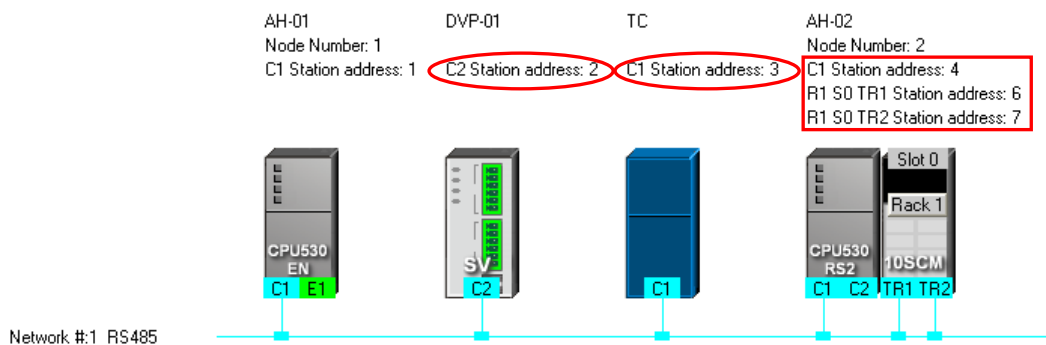 AH-01
Node Number: 1
C1 Station address: 1
DVP-01
C2 Station address: 2
TC
C1 Station address: 3
AH-02
Node Number: 2
C1 Station address: 4
R1 S0 TR1 Station address: 6
R1 S0 TR2 Station address: 7
CPU530
EN
C1 E1
SV
C2
C1
CPU530
RS2
C1 C2
Slot 0
Rack 1
10SCM
TR1 TR2
Network #:1 RS485